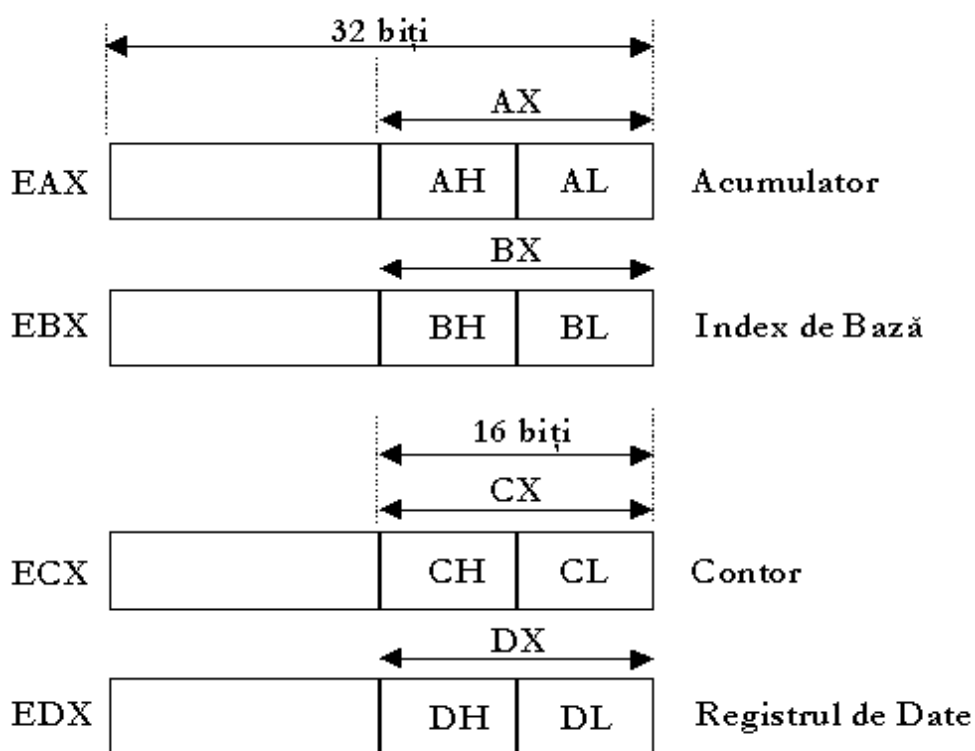 32 biți
AX
EAX AH AL Acumulator
BX
EBX BH BL Index de Bază
16 biți
CX
ECX CH CL Contor
DX
EDX DH DL Registrul de Date